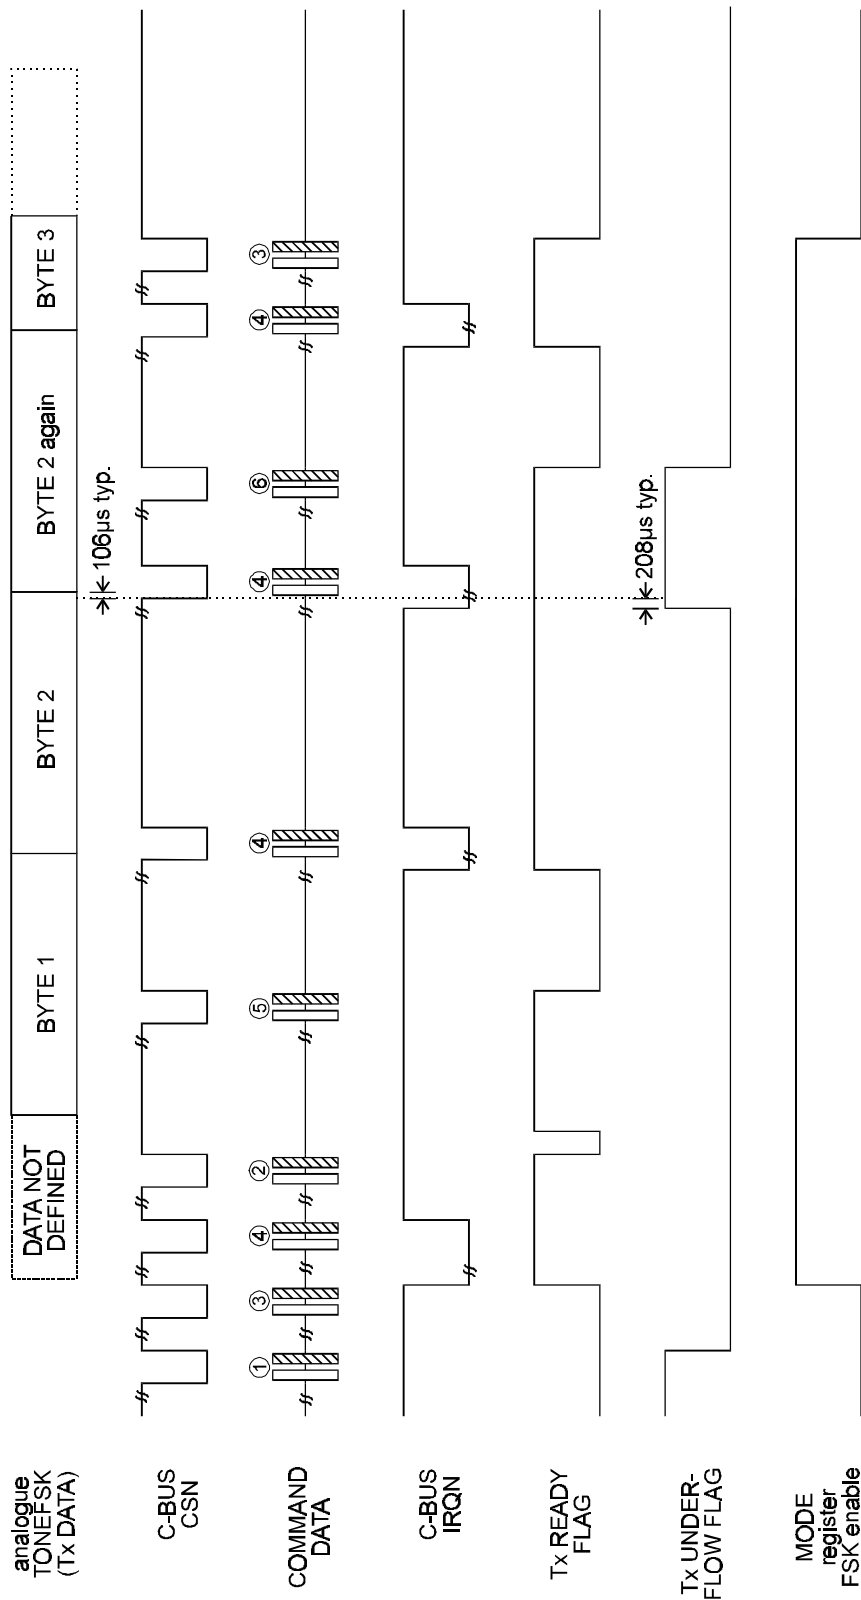 analogue
TONEFSK
(Tx DATA)
DATA NOT
DEFINED
BYTE 1
BYTE 2
BYTE 2 again
BYTE 3
106µs typ.
C-BUS
CSN
COMMAND
DATA
① ③ ④ ② ⑤ ④ ④ ⑥ ④ ③
C-BUS
IRQN
Tx READY
FLAG
Tx UNDER-
FLOW FLAG
208µs typ.
MODE
register
FSK enable